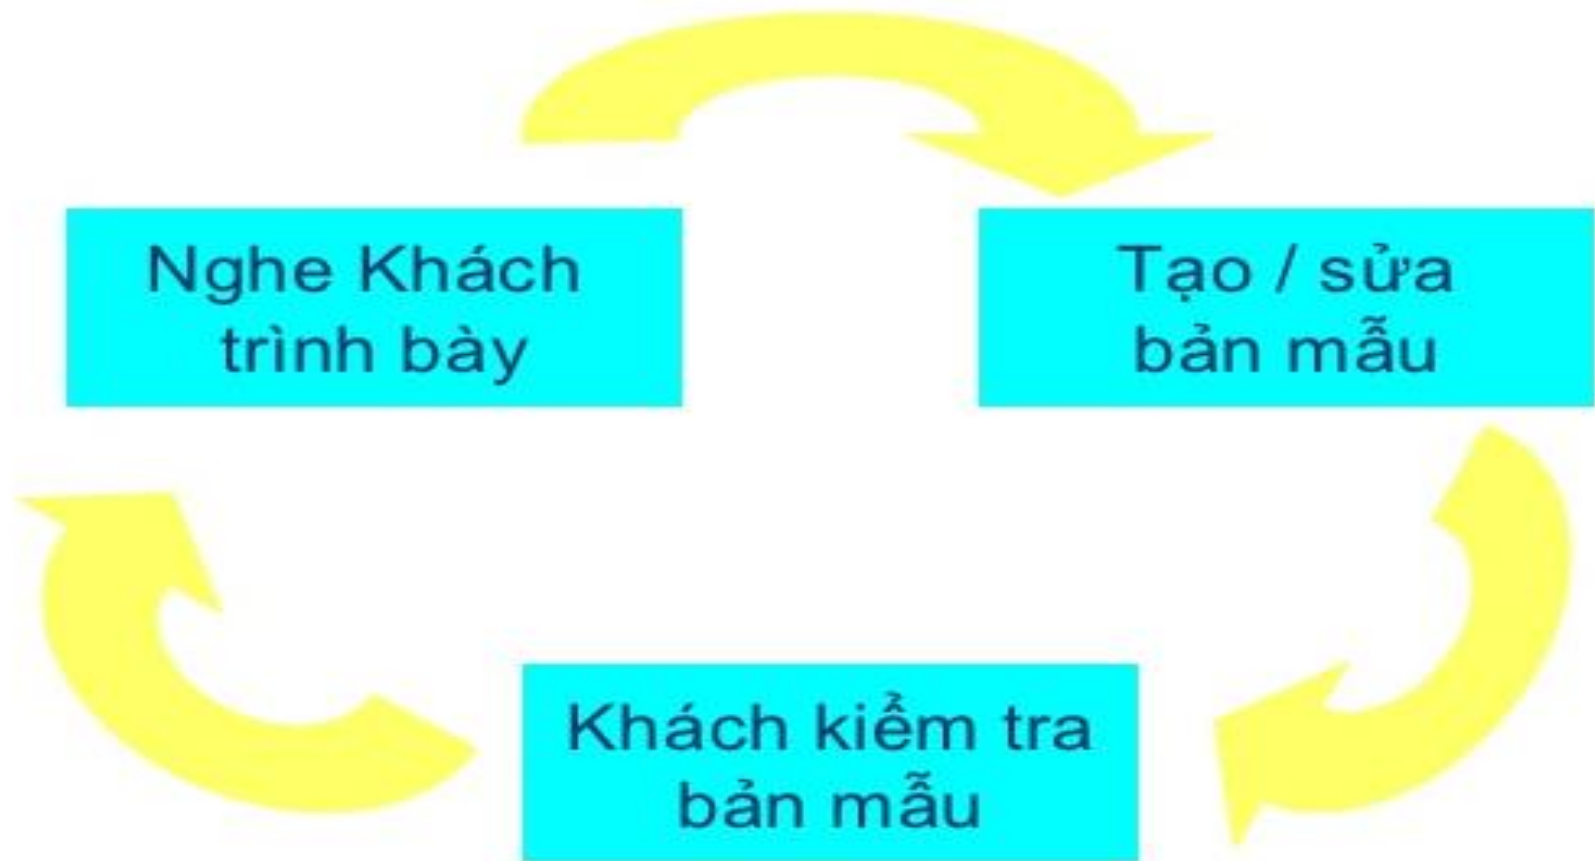 Nghe Khách
trình bày
Tạo / sửa
bản mẫu
Khách kiểm tra
bản mẫu